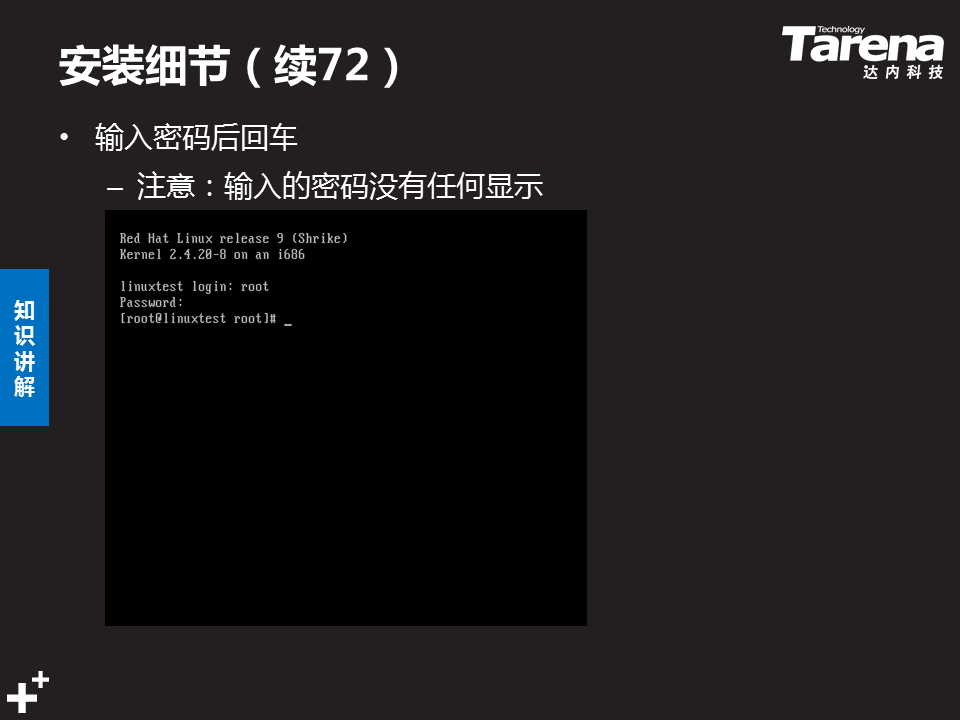 安装细节（续72）
Technology
Tarena
达内科技
• 输入密码后回车
– 注意：输入的密码没有任何显示
Red Hat Linux release 9 (Shrike)
Kernel 2.4.20-8 on an i686
linuxtest login: root
Password:
[root@linuxtest root]# _
知识讲解